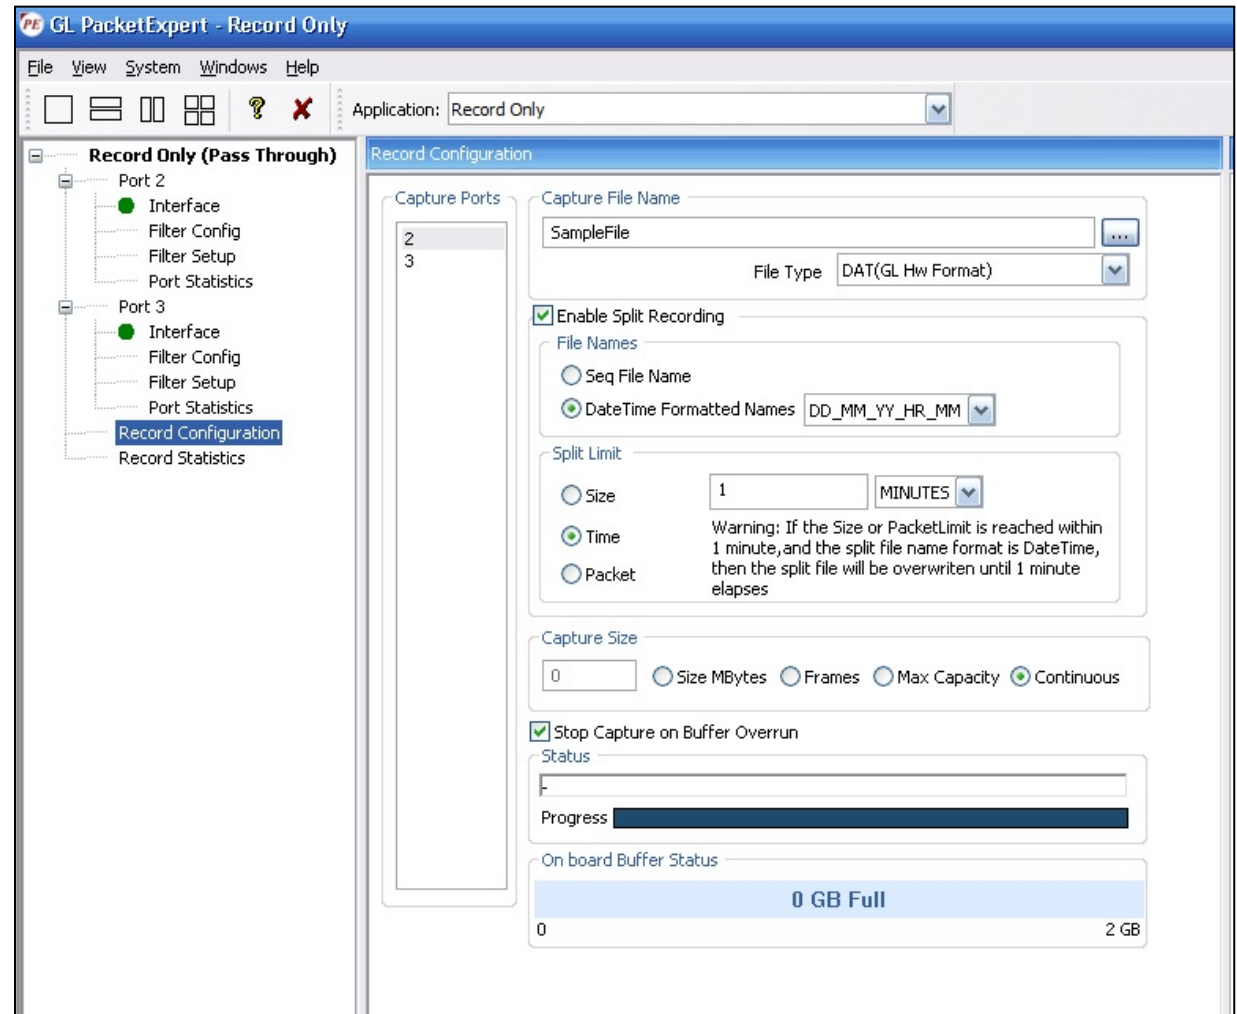 PE GL PacketExpert - Record Only
File View System Windows Help
Application: Record Only
Record Only (Pass Through)
Port 2
Interface
Filter Config
Filter Setup
Port Statistics
Port 3
Interface
Filter Config
Filter Setup
Port Statistics
Record Configuration
Record Statistics
Record Configuration
Capture Ports
2
3
Capture File Name
SampleFile
...
File Type DAT(GL Hw Format)
Enable Split Recording
File Names
Seq File Name
DateTime Formatted Names DD_MM_YY_HR_MM
Split Limit
Size 1 MINUTES
Time
Packet
Warning: If the Size or PacketLimit is reached within
1 minute,and the split file name format is DateTime,
then the split file will be overwriten until 1 minute
elapses
Capture Size
0 Size MBytes Frames Max Capacity Continuous
Stop Capture on Buffer Overrun
Status
-
Progress
On board Buffer Status
0 GB Full
0 2 GB